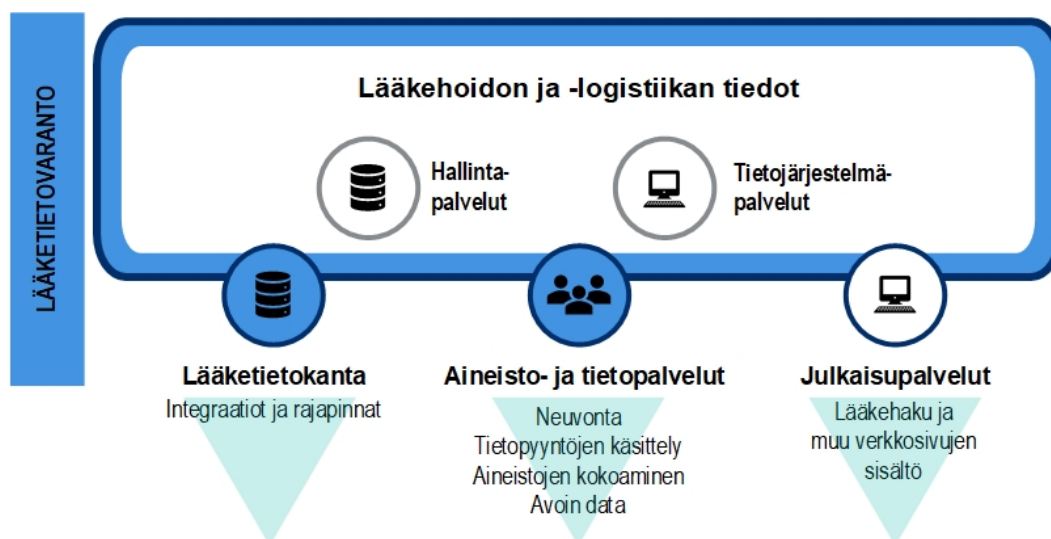 LÄÄKETIETOVARANTO
Lääkehoidon ja -logistiikan tiedot
Hallinta-
palvelut
Tietojärjestelmä-
palvelut
Lääketietokanta
Integraatiot ja rajapinnat
Aineisto- ja tietopalvelut
Neuvonta
Tietopyyntöjen käsittely
Aineistojen kokoaminen
Avoin data
Julkaisupalvelut
Lääkehaku ja
muu verkkosivujen
sisältö